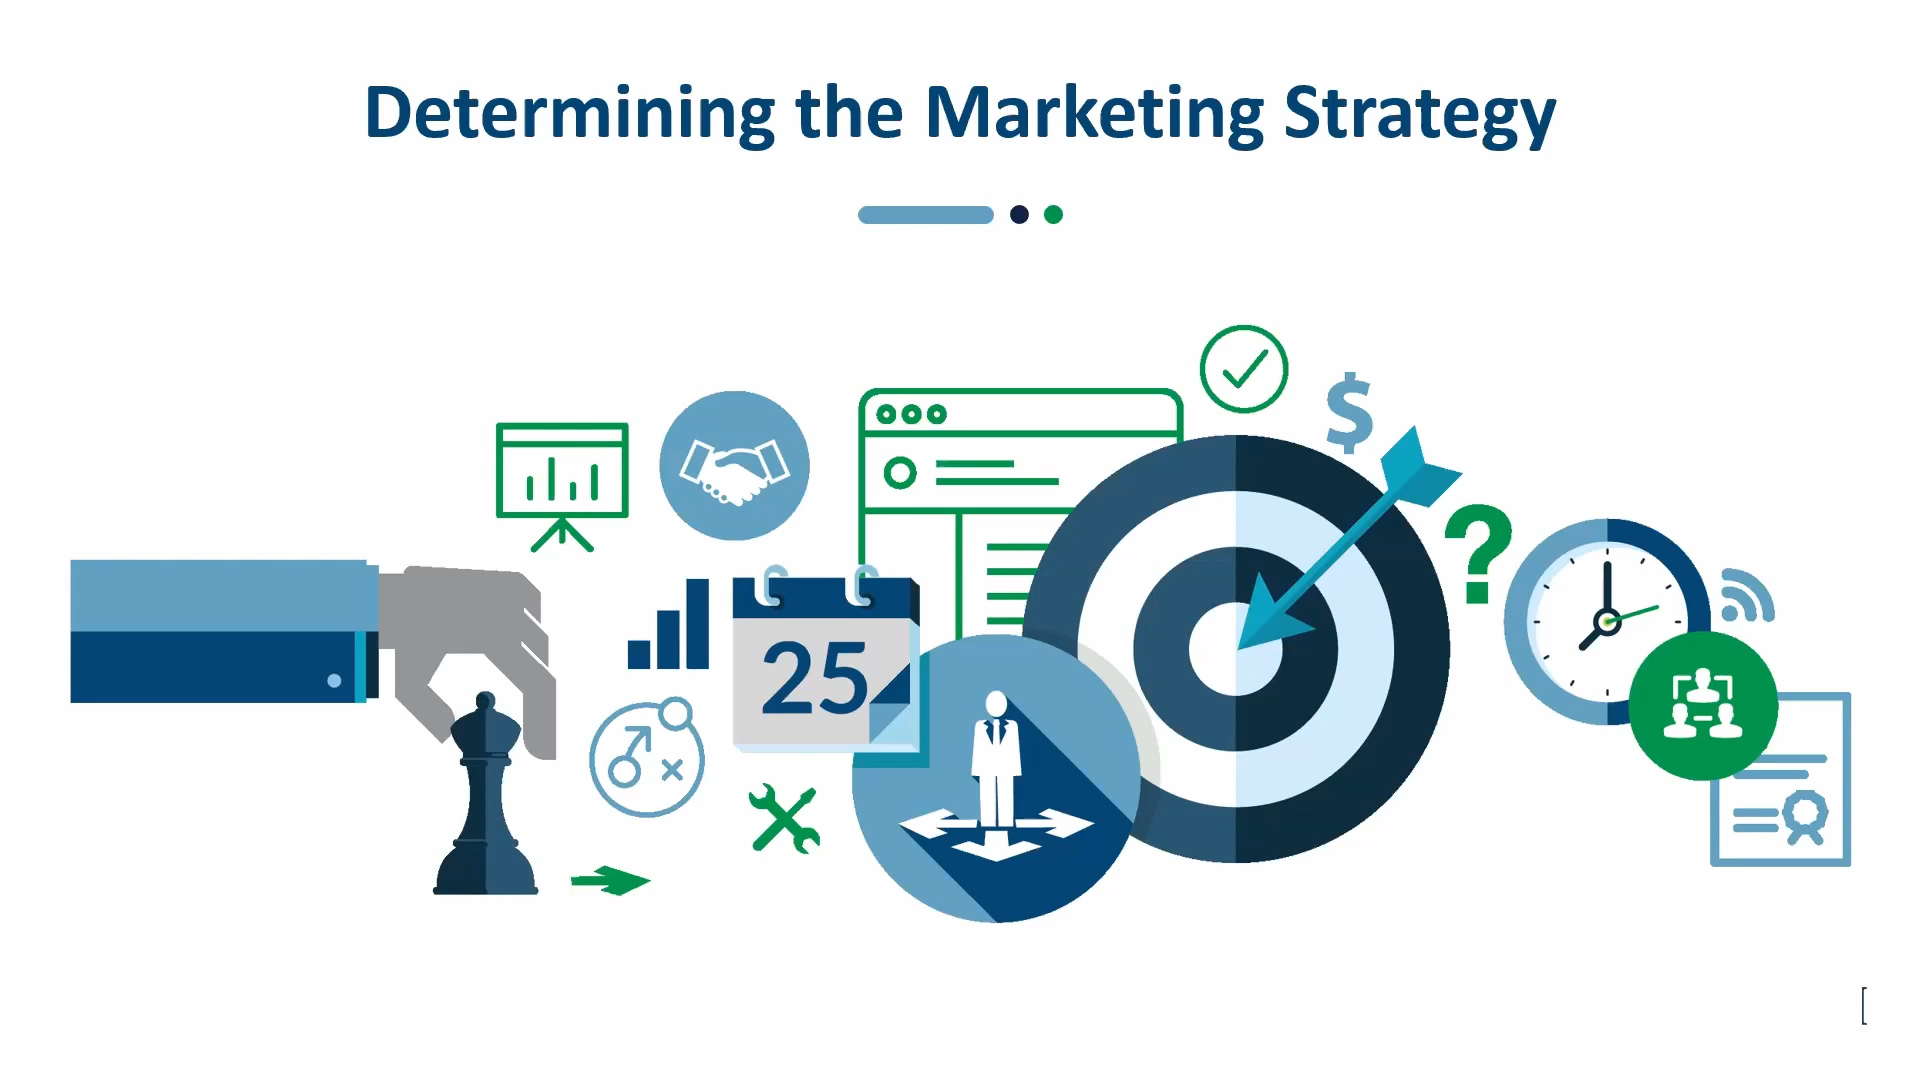 Determining the Marketing Strategy
$
?
25
[